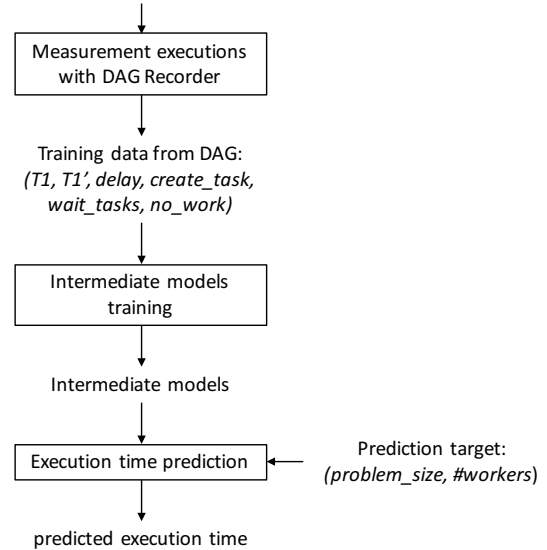 Measurement executions
with DAG Recorder
Training data from DAG:
(T1, T1’, delay, create_task,
wait_tasks, no_work)
Intermediate models
training
Intermediate models
Execution time prediction
Prediction target:
(problem_size, #workers)
predicted execution time